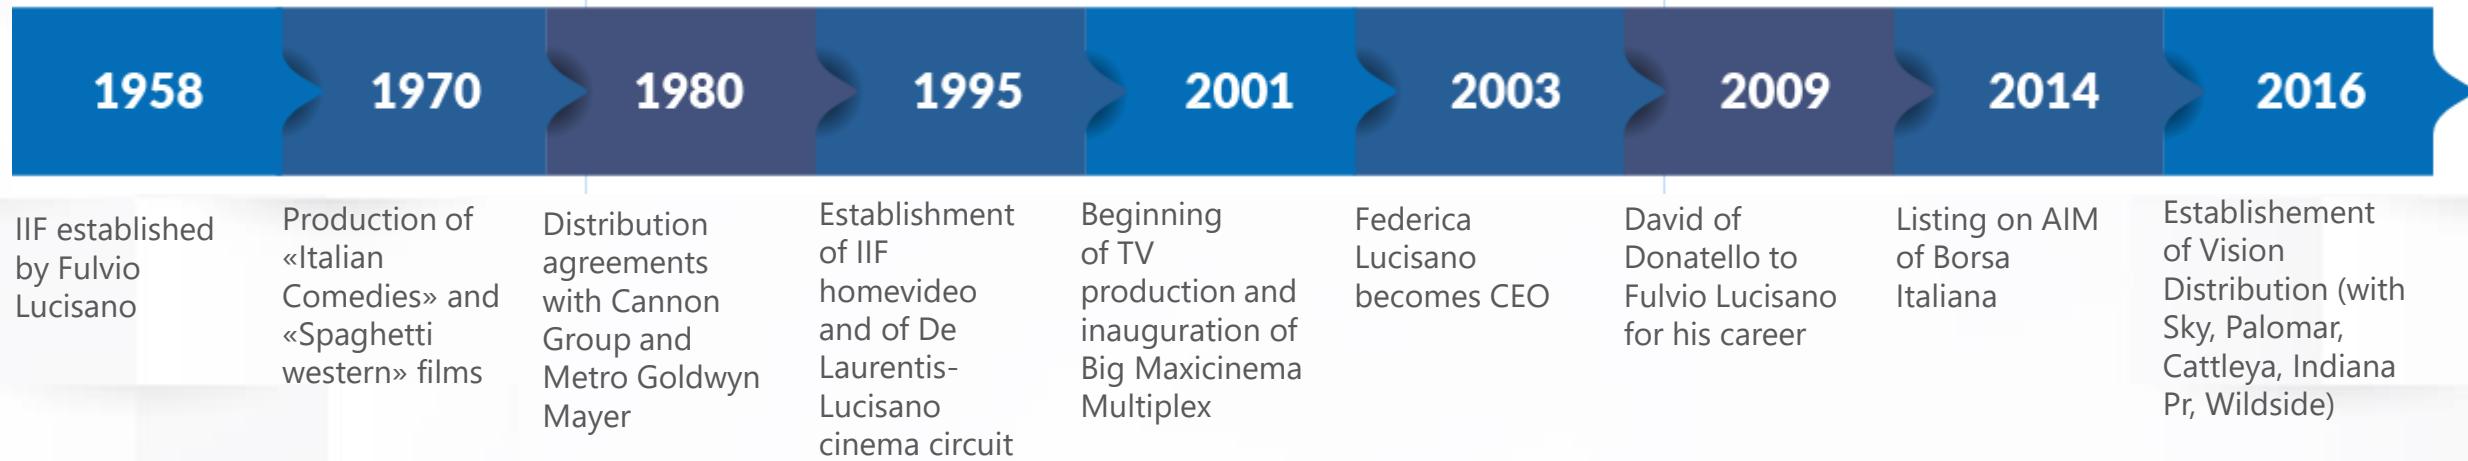 1958
1970
1980
1995
2001
2003
2009
2014
2016
IIF established
by Fulvio
Lucisano
Production of
«Italian
Comedies» and
«Spaghetti
western» films
Distribution
agreements
with Cannon
Group and
Metro Goldwyn
Mayer
Establishment
of IIF
homevideo
and of De
Laurentis-
Lucisano
cinema circuit
Beginning
of TV
production and
inauguration of
Big Maxicinema
Multiplex
Federica
Lucisano
becomes CEO
David of
Donatello to
Fulvio Lucisano
for his career
Listing on AIM
of Borsa
Italiana
Establishement
of Vision
Distribution (with
Sky, Palomar,
Cattleya, Indiana
Pr, Wildside)